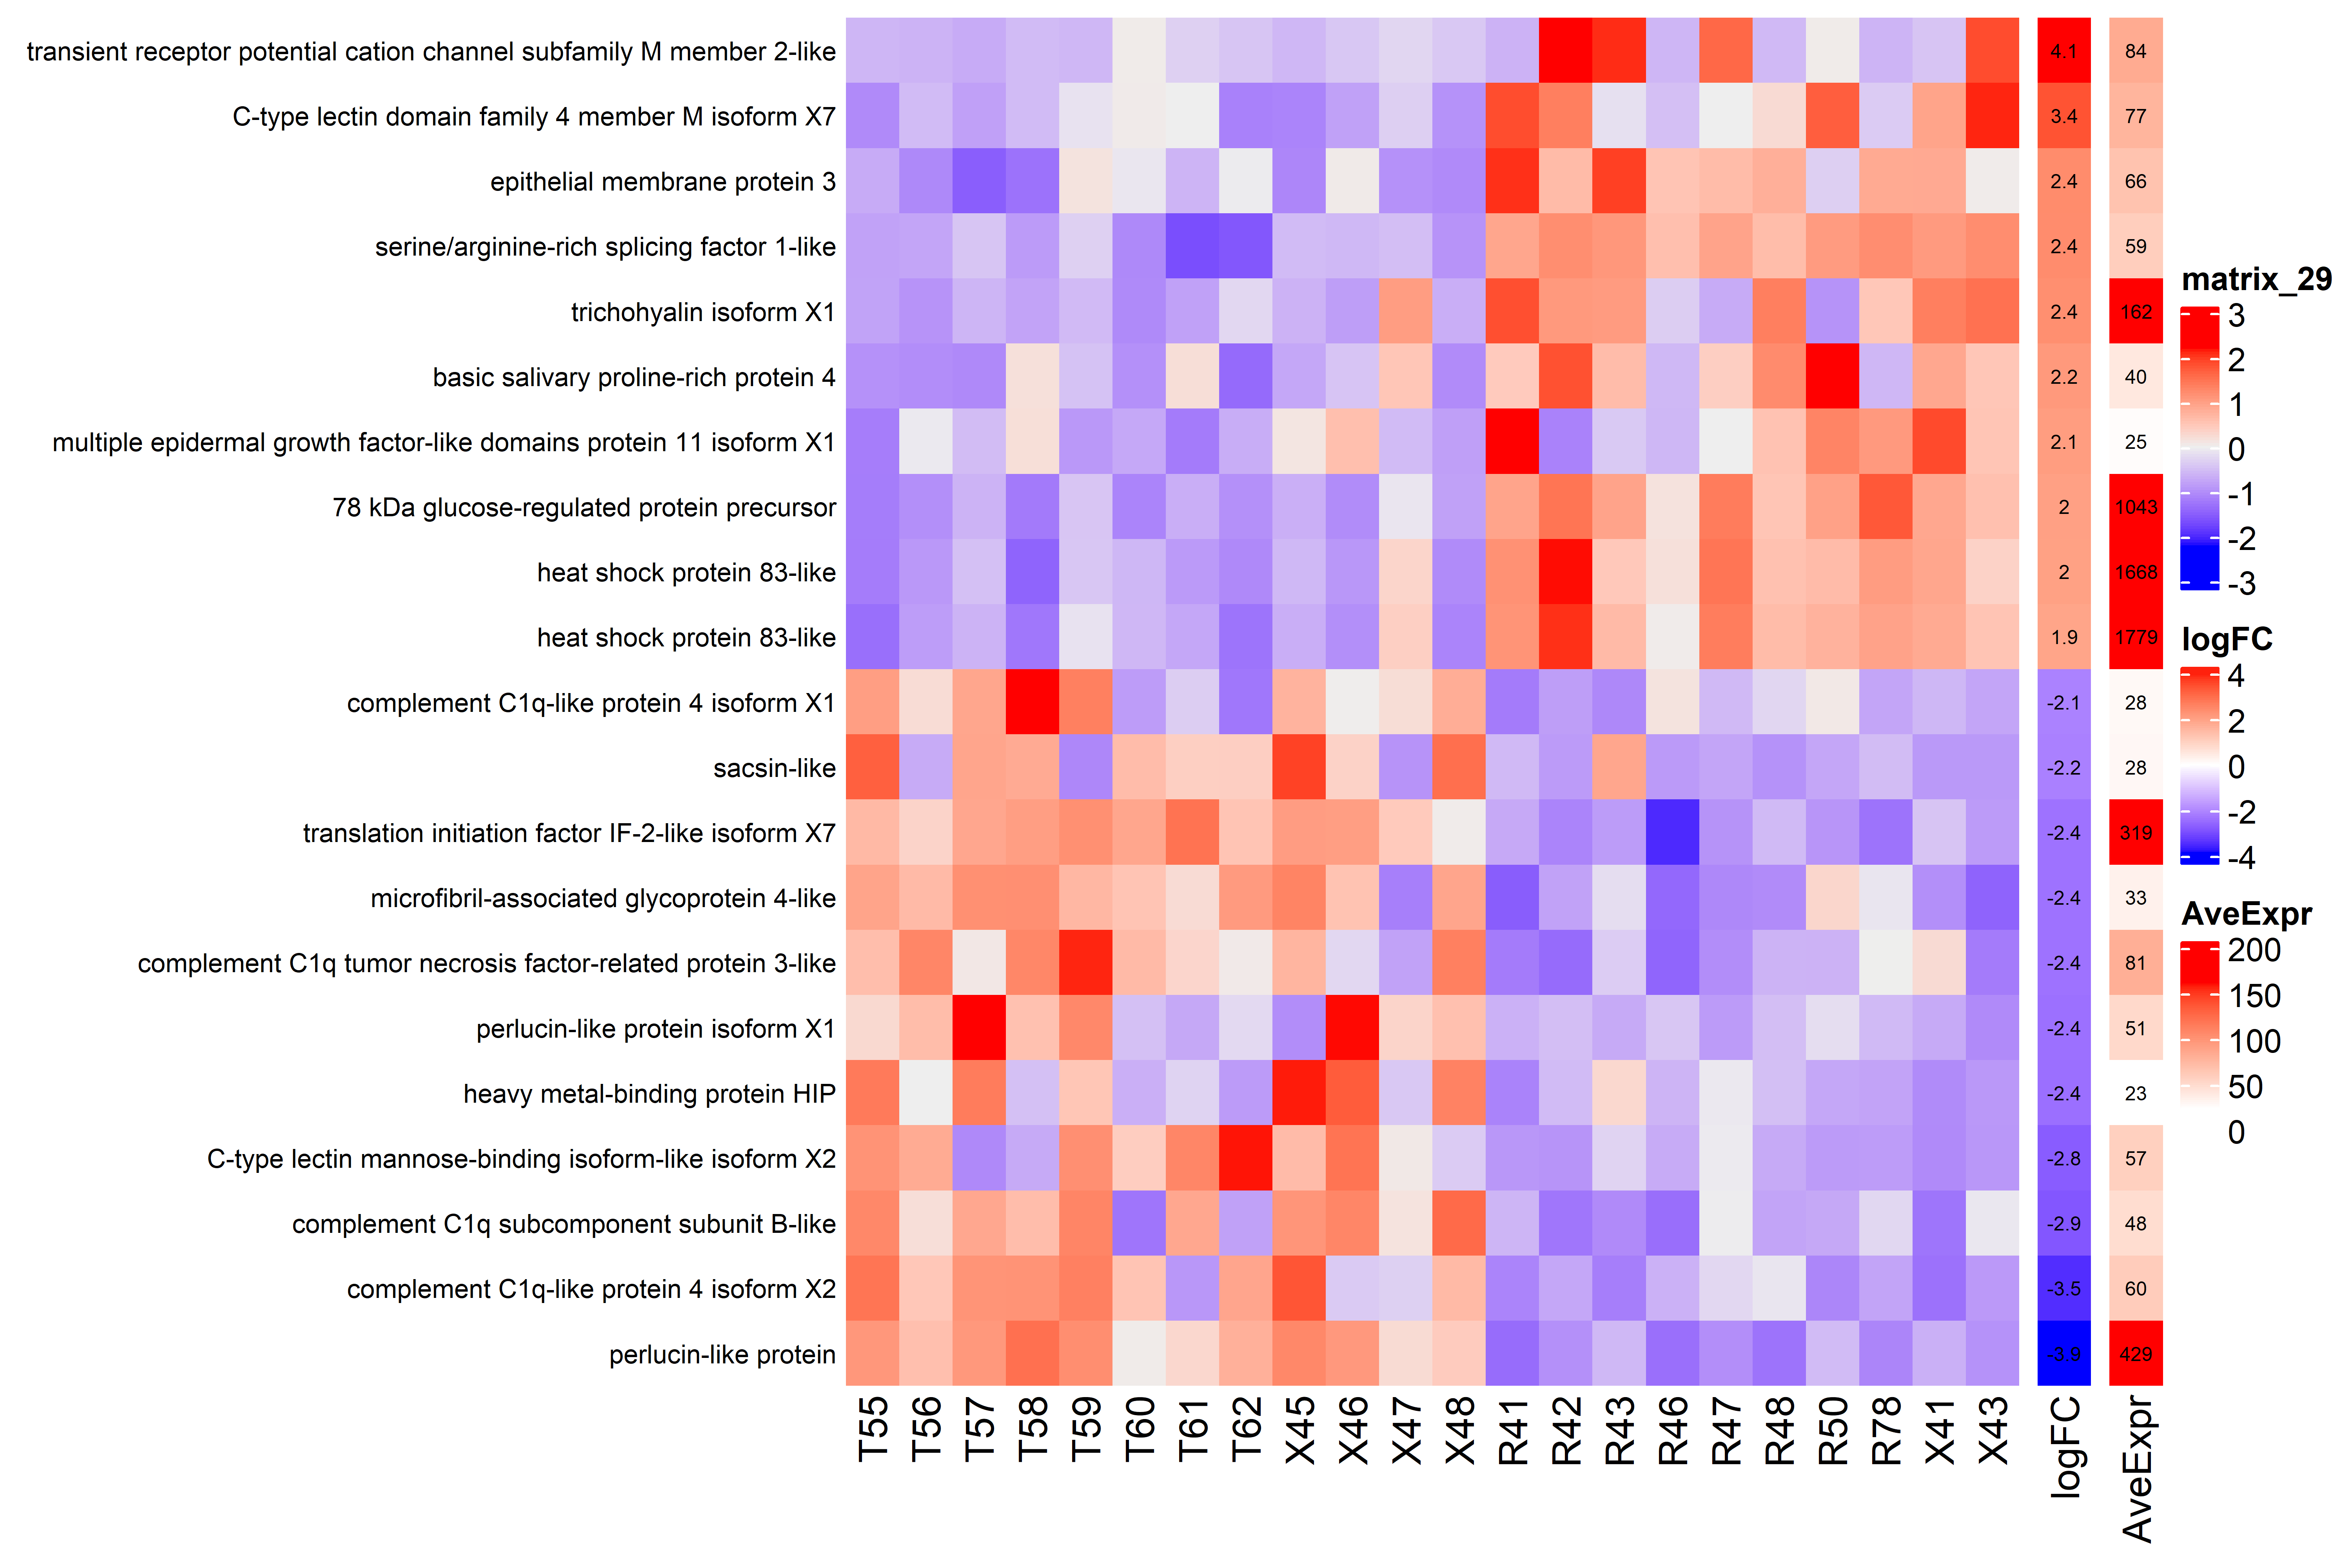 transient receptor potential cation channel subfamily M member 2-like 4.1 84
C-type lectin domain family 4 member M isoform X7 3.4 77
epithelial membrane protein 3 2.4 66
serine/arginine-rich splicing factor 1-like 2.4 59
trichohyalin isoform X1 2.4 162
basic salivary proline-rich protein 4 2.2 40
multiple epidermal growth factor-like domains protein 11 isoform X1 2.1 25
78 kDa glucose-regulated protein precursor 2 1043
heat shock protein 83-like 2 1668
heat shock protein 83-like 1.9 1779
complement C1q-like protein 4 isoform X1 -2.1 28
sacsin-like -2.2 28
translation initiation factor IF-2-like isoform X7 -2.4 319
microfibril-associated glycoprotein 4-like -2.4 33
complement C1q tumor necrosis factor-related protein 3-like -2.4 81
perlucin-like protein isoform X1 -2.4 51
heavy metal-binding protein HIP -2.4 23
C-type lectin mannose-binding isoform-like isoform X2 -2.8 57
complement C1q subcomponent subunit B-like -2.9 48
complement C1q-like protein 4 isoform X2 -3.5 60
perlucin-like protein -3.9 429
T55 T56 T57 T58 T59 T60 T61 T62 X45 X46 X47 X48 R41 R42 R43 R46 R47 R48 R50 R78 X41 X43 logFC AveExpr
matrix_29
3
2
1
0
-1
-2
-3
logFC
4
2
0
-2
-4
AveExpr
200
150
100
50
0